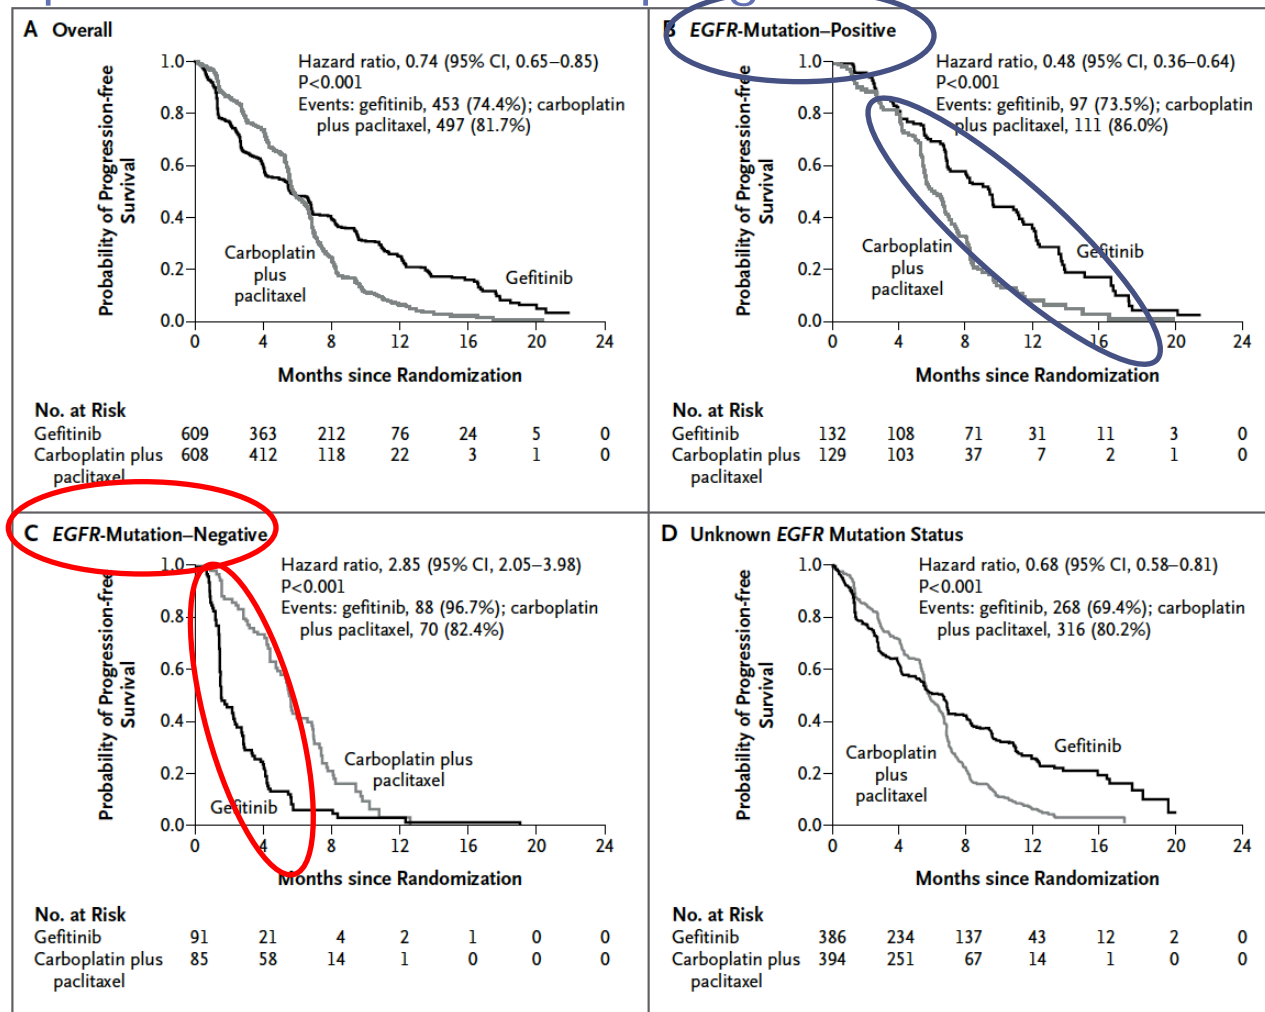 A Overall
Hazard ratio, 0.74 (95% CI, 0.65–0.85)
P<0.001
Events: gefitinib, 453 (74.4%); carboplatin
plus paclitaxel, 497 (81.7%)
Probability of Progression-free
Survival
1.0
0.8
0.6
0.4
0.2
0.0
Carboplatin
plus
paclitaxel
Gefitinib
0 4 8 12 16 20 24
Months since Randomization
No. at Risk
Gefitinib 609 363 212 76 24 5 0
Carboplatin plus 608 412 118 22 3 1 0
paclitaxel
B EGFR-Mutation–Positive
Hazard ratio, 0.48 (95% CI, 0.36–0.64)
P<0.001
Events: gefitinib, 97 (73.5%); carboplatin
plus paclitaxel, 111 (86.0%)
Probability of Progression-free
Survival
1.0
0.8
0.6
0.4
0.2
0.0
Carboplatin
plus
paclitaxel
Gefitinib
0 4 8 12 16 20 24
Months since Randomization
No. at Risk
Gefitinib 132 108 71 31 11 3 0
Carboplatin plus 129 103 37 7 2 1 0
paclitaxel
C EGFR-Mutation–Negative
Hazard ratio, 2.85 (95% CI, 2.05–3.98)
P<0.001
Events: gefitinib, 88 (96.7%); carboplatin
plus paclitaxel, 70 (82.4%)
Probability of Progression-free
Survival
1.0
0.8
0.6
0.4
0.2
0.0
Carboplatin plus
paclitaxel
Gefitinib
0 4 8 12 16 20 24
Months since Randomization
No. at Risk
Gefitinib 91 21 4 2 1 0 0
Carboplatin plus 85 58 14 1 0 0 0
paclitaxel
D Unknown EGFR Mutation Status
Hazard ratio, 0.68 (95% CI, 0.58–0.81)
P<0.001
Events: gefitinib, 268 (69.4%); carboplatin
plus paclitaxel, 316 (80.2%)
Probability of Progression-free
Survival
1.0
0.8
0.6
0.4
0.2
0.0
Carboplatin
plus
paclitaxel
Gefitinib
0 4 8 12 16 20 24
Months since Randomization
No. at Risk
Gefitinib 386 234 137 43 12 2 0
Carboplatin plus 394 251 67 14 1 0 0
paclitaxel